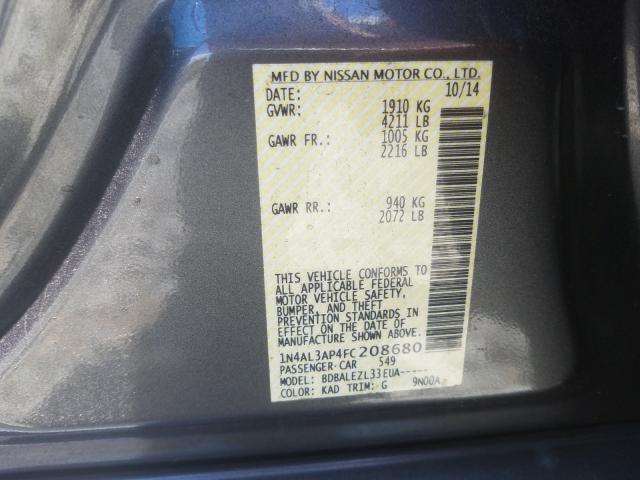 MFD BY NISSAN MOTOR CO., LTD.
DATE: 10/14
GVWR: 1910 KG
4211 LB
GAWR FR.: 1005 KG
2216 LB
GAWR RR.: 940 KG
2072 LB
THIS VEHICLE CONFORMS TO
ALL APPLICABLE FEDERAL
MOTOR VEHICLE SAFETY,
BUMPER, AND THEFT
PREVENTION STANDARDS IN
EFFECT ON THE DATE OF
MANUFACTURE SHOWN ABOVE.
1N4AL3AP4FC208680
PASSENGER CAR 549
MODEL: BDBALEZL33EUA-----
COLOR: KAD TRIM: G 9N00A